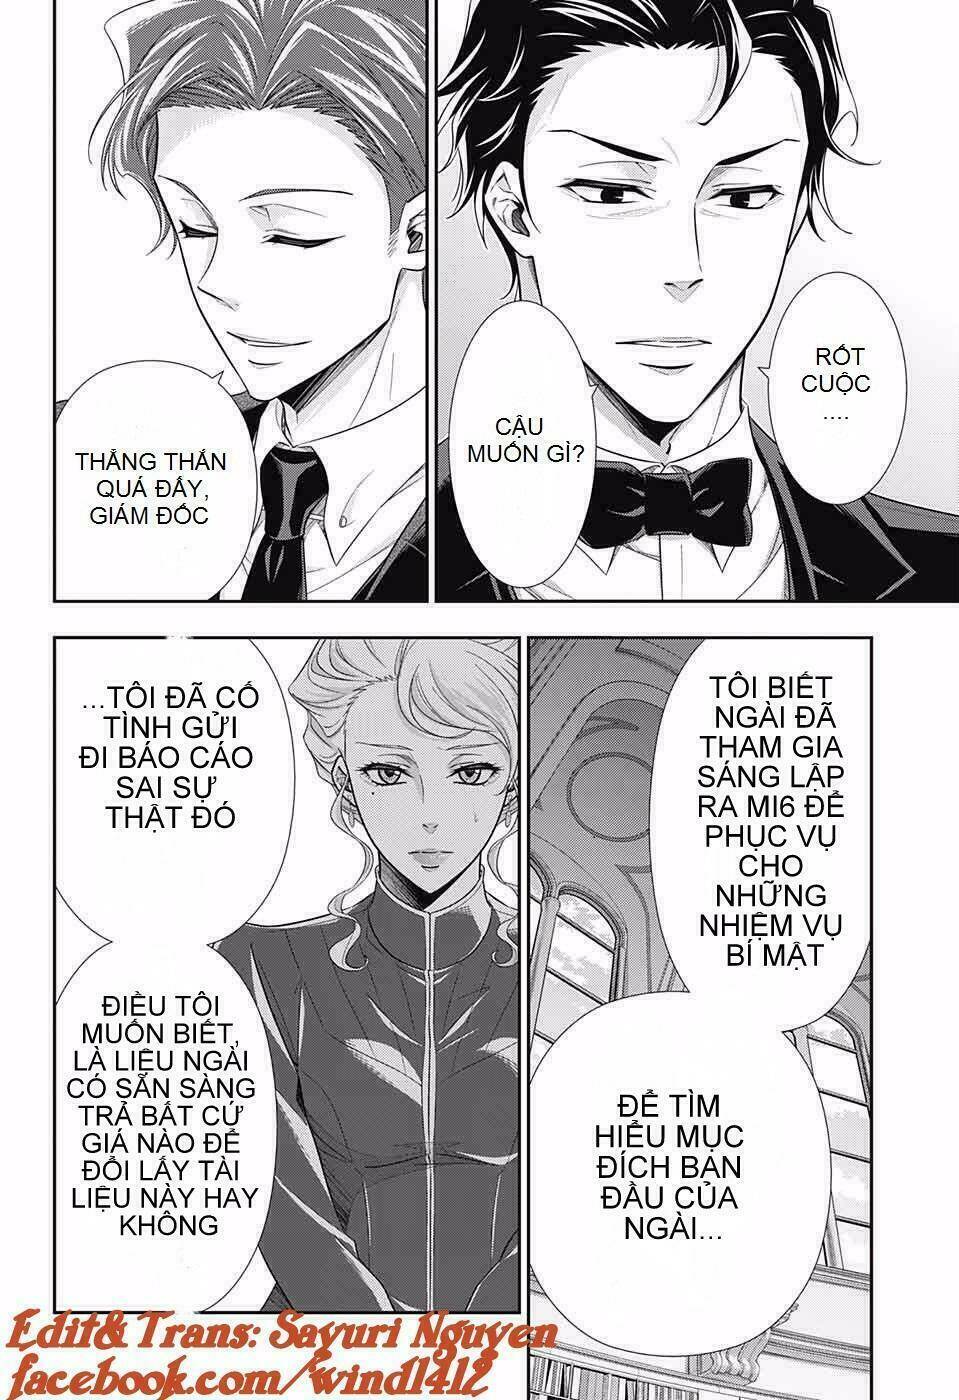 RỐT
CUỘC
....
CẬU
MUỐN GÌ?
THẲNG THẮN
QUÁ ĐẤY,
GIÁM ĐỐC
TÔI BIẾT
NGÀI ĐÃ
THAM GIA
SÁNG LẬP
RA MI6 ĐỂ
PHỤC VỤ
CHO
NHỮNG
NHIỆM VỤ
BÍ MẬT
ĐỂ TÌM
HIỂU MỤC
ĐÍCH BAN
ĐẦU CỦA
NGÀI...
...TÔI ĐÃ CỐ
TÌNH GỬI
ĐI BÁO CÁO
SAI SỰ
THẬT ĐÓ
ĐIỀU TÔI
MUỐN BIẾT,
LÀ LIỆU NGÀI
CÓ SẴN SÀNG
TRẢ BẤT CỨ
GIÁ NÀO ĐỂ
ĐỔI LẤY TÀI
LIỆU NÀY HAY
KHÔNG
Edit& Trans: Sayuri Nguyen
facebook.com/wind1412